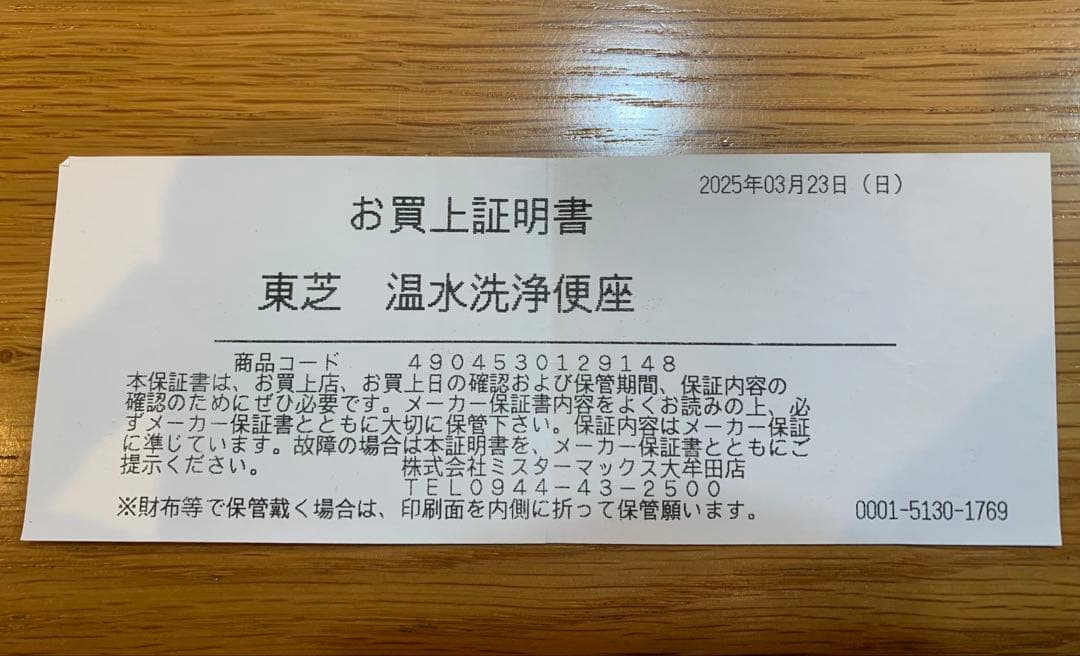 2025年03月23日（日）
お買上証明書
東芝　温水洗浄便座
商品コード　　４９０４５３０１２９１４８
本保証書は、お買上店、お買上日の確認および保管期間、保証内容の
確認のためにぜひ必要です。メーカー保証書内容をよくお読みの上、必
ずメーカー保証書とともに大切に保管下さい。保証内容はメーカー保証
に準じています。故障の場合は本証明書を、メーカー保証書とともにご
提示ください。　　　　　　株式会社ミスターマックス大牟田店
ＴＥＬ０９４４－４３－２５００
※財布等で保管戴く場合は、印刷面を内側に折って保管願います。　　　0001-5130-1769